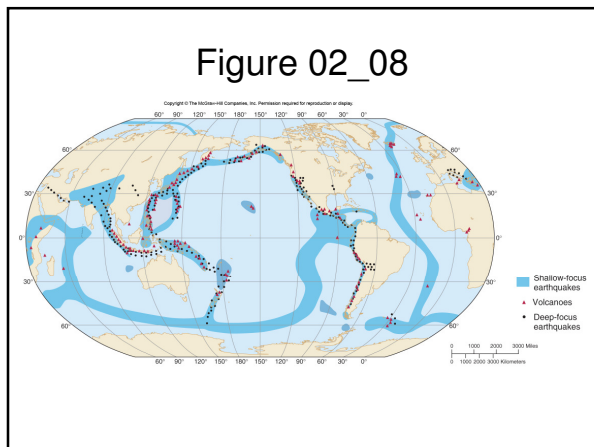 Figure 02_08
Copyright © The McGraw-Hill Companies, Inc. Permission required for reproduction or display.
60° 90° 120° 150° 180° 150° 120° 90° 60° 30° 0°
60° 60°
30° 30°
0° 0°
30° 30°
60° 60°
60° 90° 120° 150° 180° 150° 120° 90° 60° 30° 0°
Shallow-focus
earthquakes
Volcanoes
Deep-focus
earthquakes
0 1000 2000 3000 Miles
0 1000 2000 3000 Kilometers